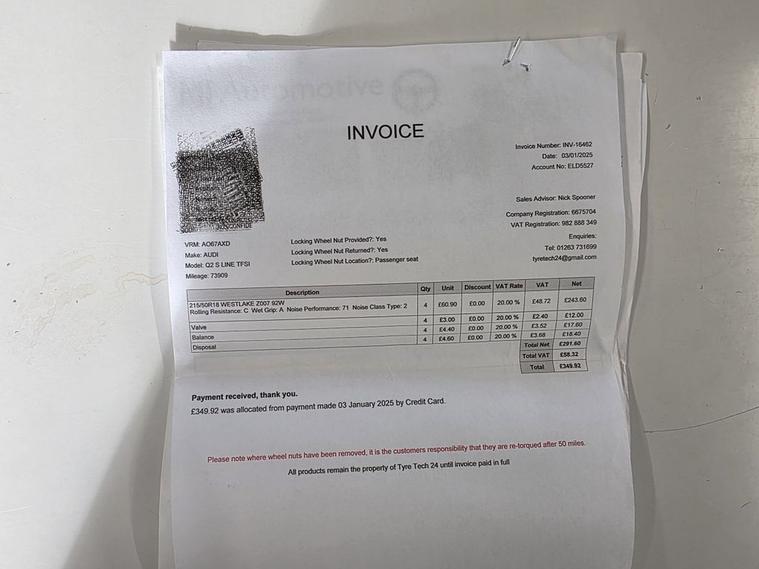 INVOICE
Invoice Number: INV-16462
Date: 03/01/2025
Account No: ELD5527
Sales Advisor: Nick Spooner
Company Registration: 6675704
VAT Registration: 982 888 349
Enquiries:
Tel: 01263 731699
tyretech24@gmail.com
VRM: AO67AXD
Make: AUDI
Model: Q2 S LINE TFSI
Mileage: 73909
Locking Wheel Nut Provided?: Yes
Locking Wheel Nut Returned?: Yes
Locking Wheel Nut Location?: Passenger seat
Description Qty Unit Discount VAT Rate VAT Net
215/50R18 WESTLAKE Z007 92W 4 £60.90 £0.00 20.00 % £48.72 £243.60
Rolling Resistance: C Wet Grip: A Noise Performance: 71 Noise Class Type: 2
Valve 4 £3.00 £0.00 20.00 % £2.40 £12.00
Balance 4 £4.40 £0.00 20.00 % £3.52 £17.60
Disposal 4 £4.60 £0.00 20.00 % £3.68 £18.40
Total Net £291.60
Total VAT £58.32
Total £349.92
Payment received, thank you.
£349.92 was allocated from payment made 03 January 2025 by Credit Card.
Please note where wheel nuts have been removed, it is the customers responsibility that they are re-torqued after 50 miles.
All products remain the property of Tyre Tech 24 until invoice paid in full